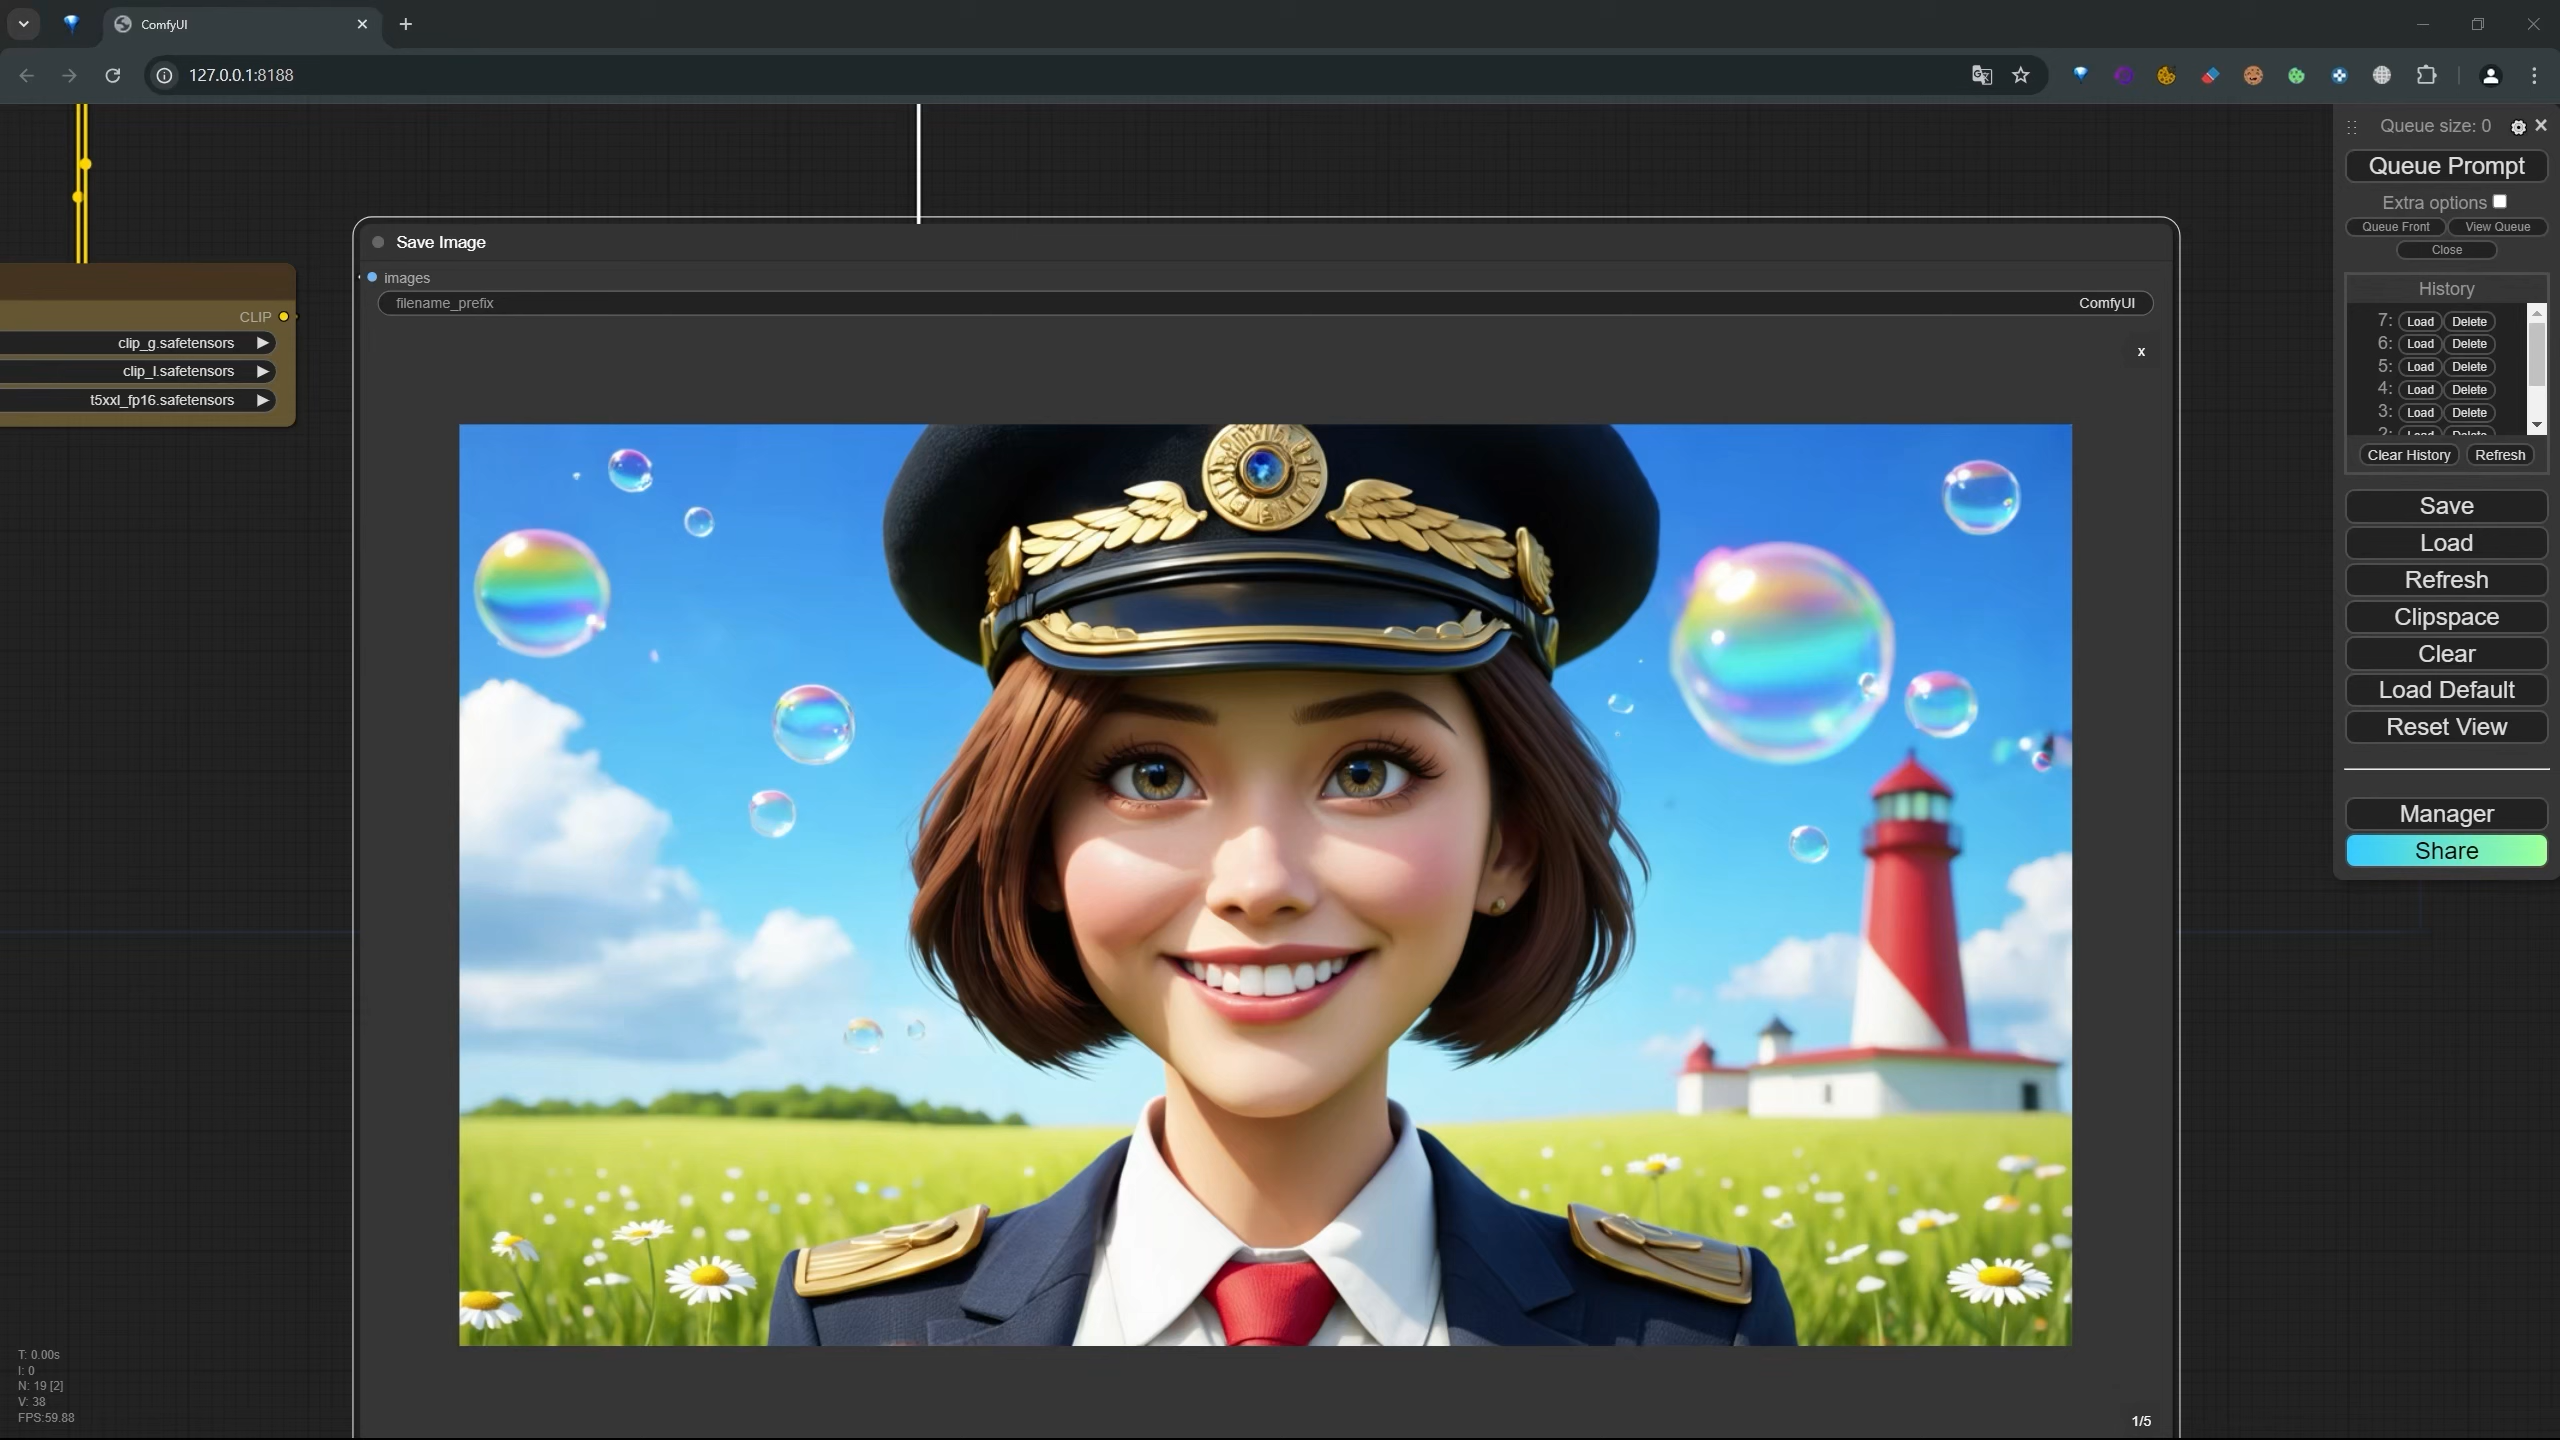 ComfyUI
127.0.0.1:8188
Queue size: 0
Queue Prompt
Extra options
Queue Front
View Queue
Close
History
7: Load Delete
6: Load Delete
5: Load Delete
4: Load Delete
3: Load Delete
2: Load Delete
Clear History
Refresh
Save
Load
Refresh
Clipspace
Clear
Load Default
Reset View
Manager
Share
Save Image
images
filename_prefix ComfyUI
x
CLIP
clip_g.safetensors
clip_l.safetensors
t5xxl_fp16.safetensors
T: 0.00s
I: 0
N: 19 [2]
V: 38
FPS:59.88
1/5